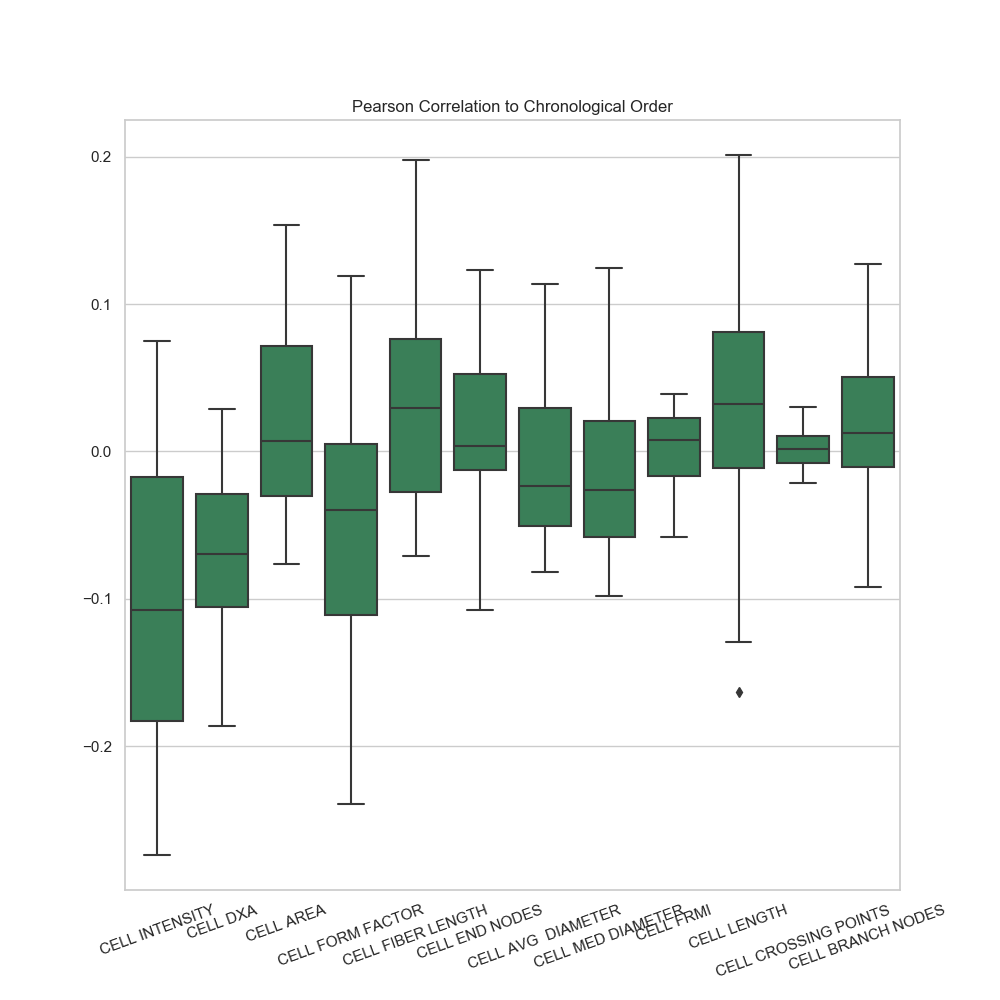 Pearson Correlation to Chronological Order
0.2
0.1
0.0
−0.1
−0.2
CELL INTENSITY
CELL DXA
CELL AREA
CELL FORM FACTOR
CELL FIBER LENGTH
CELL END NODES
CELL AVG  DIAMETER
CELL MED DIAMETER
CELL FRMI
CELL LENGTH
CELL CROSSING POINTS
CELL BRANCH NODES